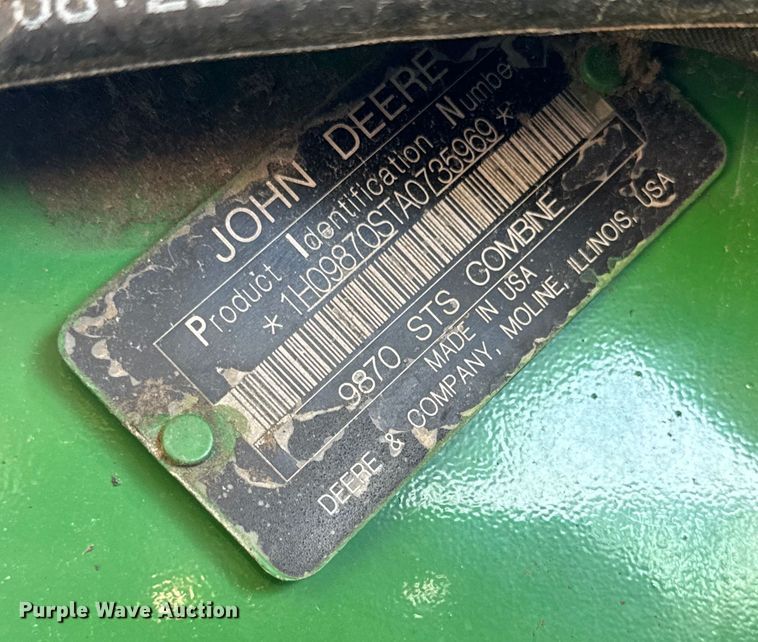 JOHN DEERE
Product Identification Number
* 1H09870STA0735969 *
9870 STS COMBINE
MADE IN USA
DEERE & COMPANY, MOLINE, ILLINOIS, USA
Purple Wave Auction